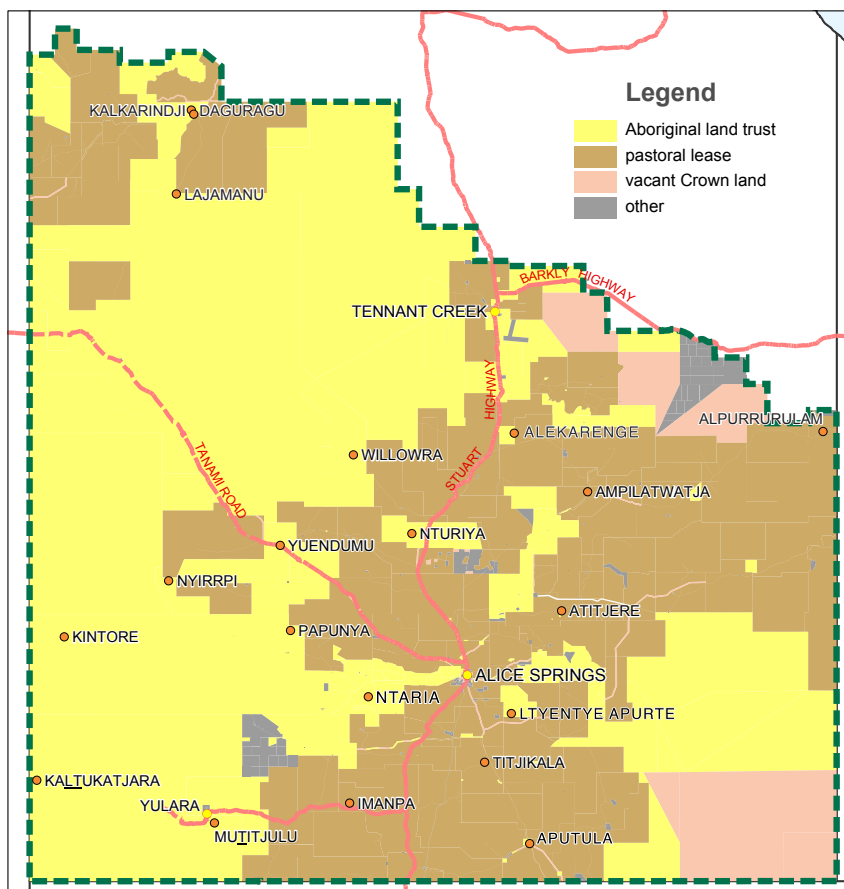 Legend
Aboriginal land trust
pastoral lease
vacant Crown land
other
KALKARINDJI
DAGURAGU
LAJAMANU
BARKLY HIGHWAY
TENNANT CREEK
STUART HIGHWAY
ALPURRURULAM
ALEKARENGE
WILLOWRA
TANAMI ROAD
AMPILATWATJA
NTURIYA
YUENDUMU
NYIRRPI
ATITJERE
PAPUNYA
KINTORE
ALICE SPRINGS
NTARIA
LTYENTYE APURTE
TITJIKALA
KALṮUKATJARA
YULARA
IMANPA
MUṮITJULU
APUTULA